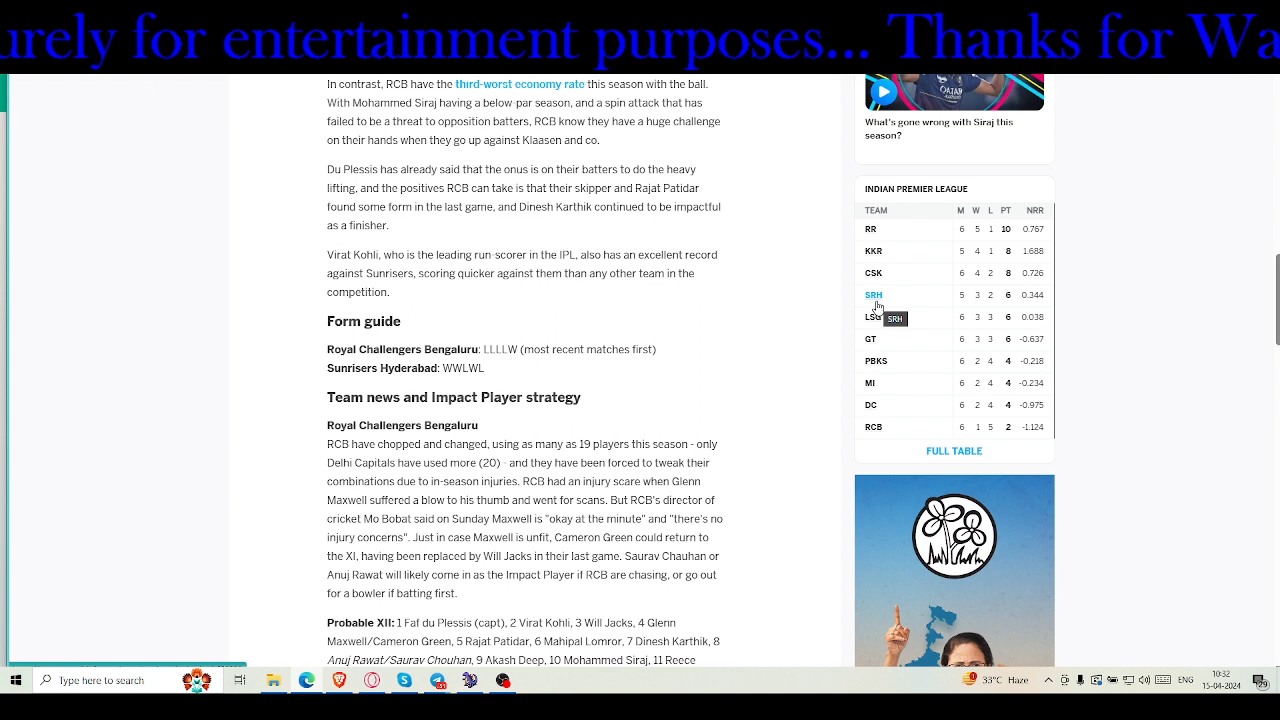 urely for entertainment purposes... Thanks for Wa
In contrast, RCB have the third-worst economy rate this season with the ball.
With Mohammed Siraj having a below-par season, and a spin attack that has
failed to be a threat to opposition batters, RCB know they have a huge challenge
on their hands when they go up against Klaasen and co.
Du Plessis has already said that the onus is on their batters to do the heavy
lifting, and the positives RCB can take is that their skipper and Rajat Patidar
found some form in the last game, and Dinesh Karthik continued to be impactful
as a finisher.
Virat Kohli, who is the leading run-scorer in the IPL, also has an excellent record
against Sunrisers, scoring quicker against them than any other team in the
competition.
Form guide
Royal Challengers Bengaluru: LLLLW (most recent matches first)
Sunrisers Hyderabad: WWLWL
Team news and Impact Player strategy
Royal Challengers Bengaluru
RCB have chopped and changed, using as many as 19 players this season - only
Delhi Capitals have used more (20) - and they have been forced to tweak their
combinations due to in-season injuries. RCB had an injury scare when Glenn
Maxwell suffered a blow to his thumb and went for scans. But RCB's director of
cricket Mo Bobat said on Sunday Maxwell is "okay at the minute" and "there's no
injury concerns". Just in case Maxwell is unfit, Cameron Green could return to
the XI, having been replaced by Will Jacks in their last game. Saurav Chauhan or
Anuj Rawat will likely come in as the Impact Player if RCB are chasing, or go out
for a bowler if batting first.
Probable XII: 1 Faf du Plessis (capt), 2 Virat Kohli, 3 Will Jacks, 4 Glenn
Maxwell/Cameron Green, 5 Rajat Patidar, 6 Mahipal Lomror, 7 Dinesh Karthik, 8
Anuj Rawat/Saurav Chouhan, 9 Akash Deep, 10 Mohammed Siraj, 11 Reece
QATAR
What's gone wrong with Siraj this
season?
INDIAN PREMIER LEAGUE
TEAM M W L PT NRR
RR 6 5 1 10 0.767
KKR 5 4 1 8 1.688
CSK 6 4 2 8 0.726
SRH 5 3 2 6 0.344
LSG 6 3 3 6 0.038
SRH
GT 6 3 3 6 -0.637
PBKS 6 2 4 4 -0.218
MI 6 2 4 4 -0.234
DC 6 2 4 4 -0.975
RCB 6 1 5 2 -1.124
FULL TABLE
Type here to search
33°C Haze
ENG
10:32
15-04-2024